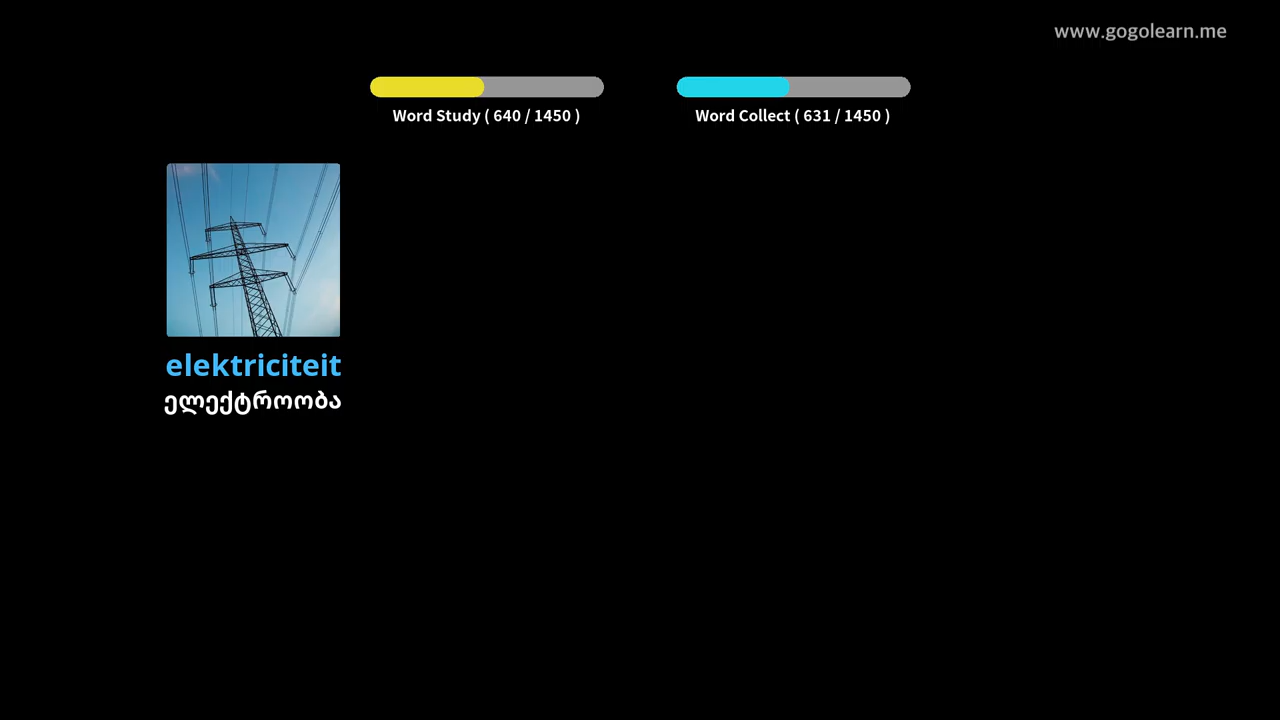 www.gogolearn.me
Word Study ( 640 / 1450 )
Word Collect ( 631 / 1450 )
elektriciteit
ელექტროობა